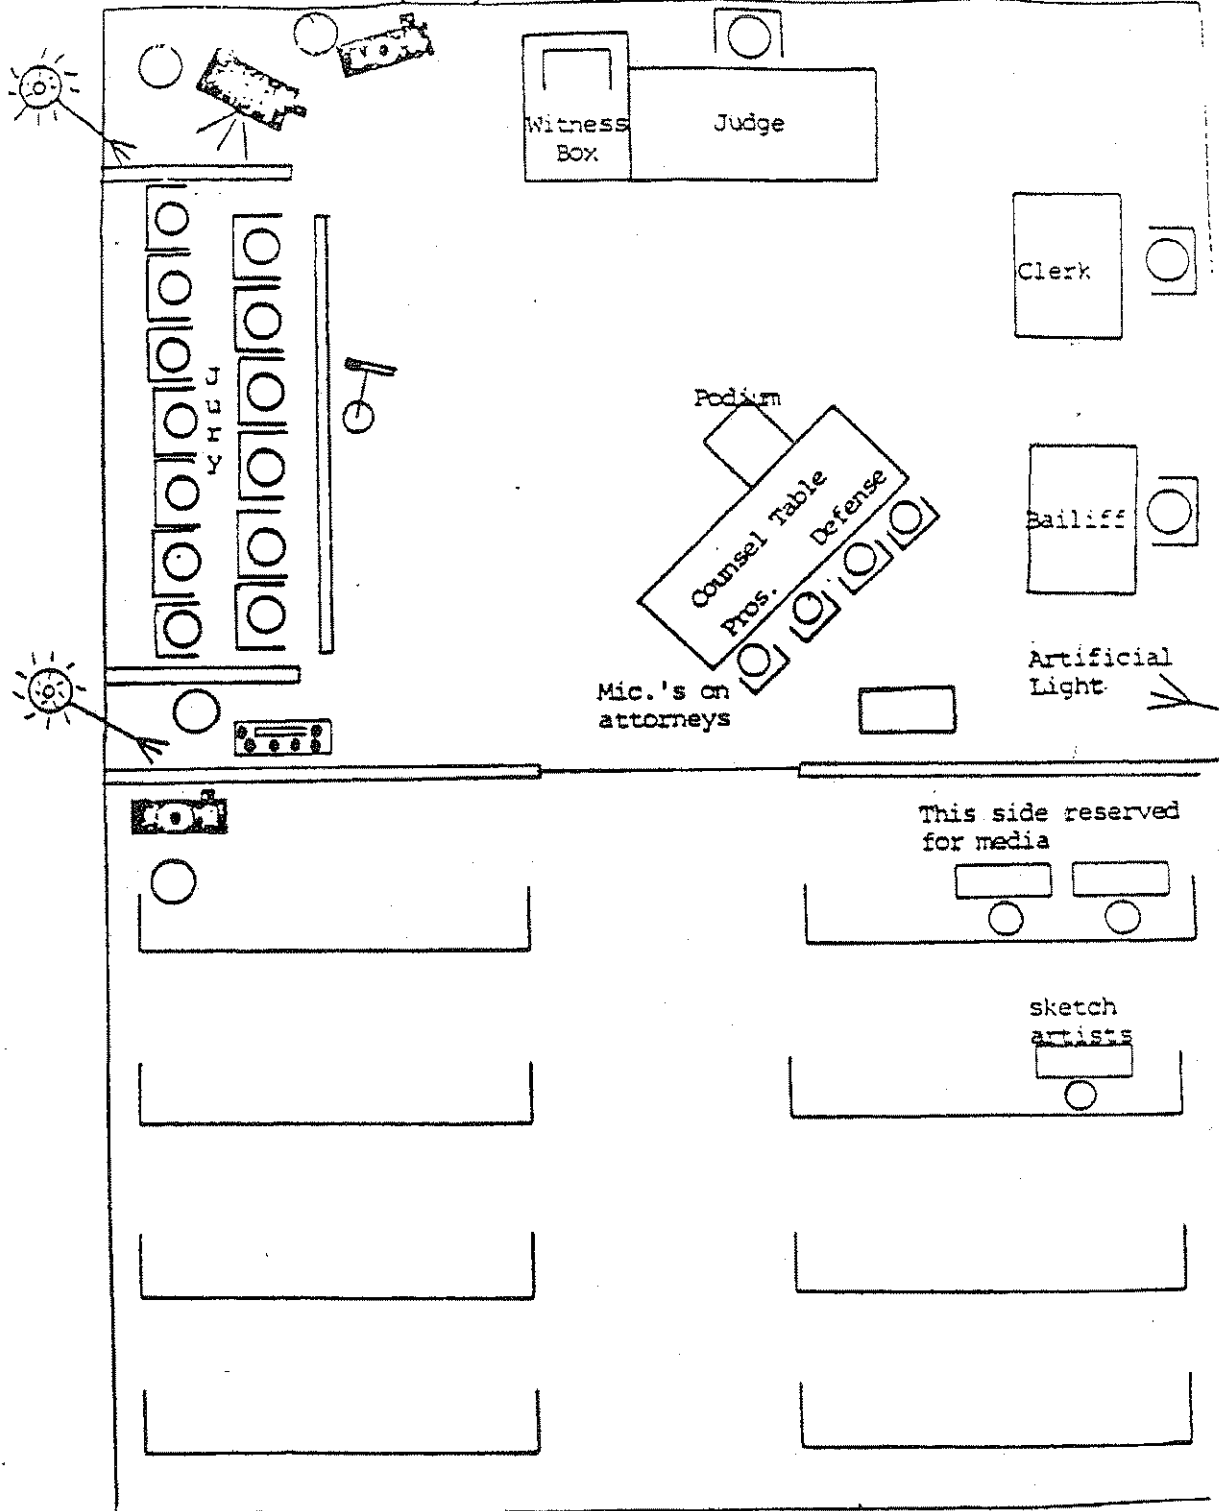 Witness
Box
Judge
Clerk
Jury
Podium
Counsel Table
Pros. Defense
Bailiff
Artificial
Light
Mic.'s on
attorneys
This side reserved
for media
sketch
artists